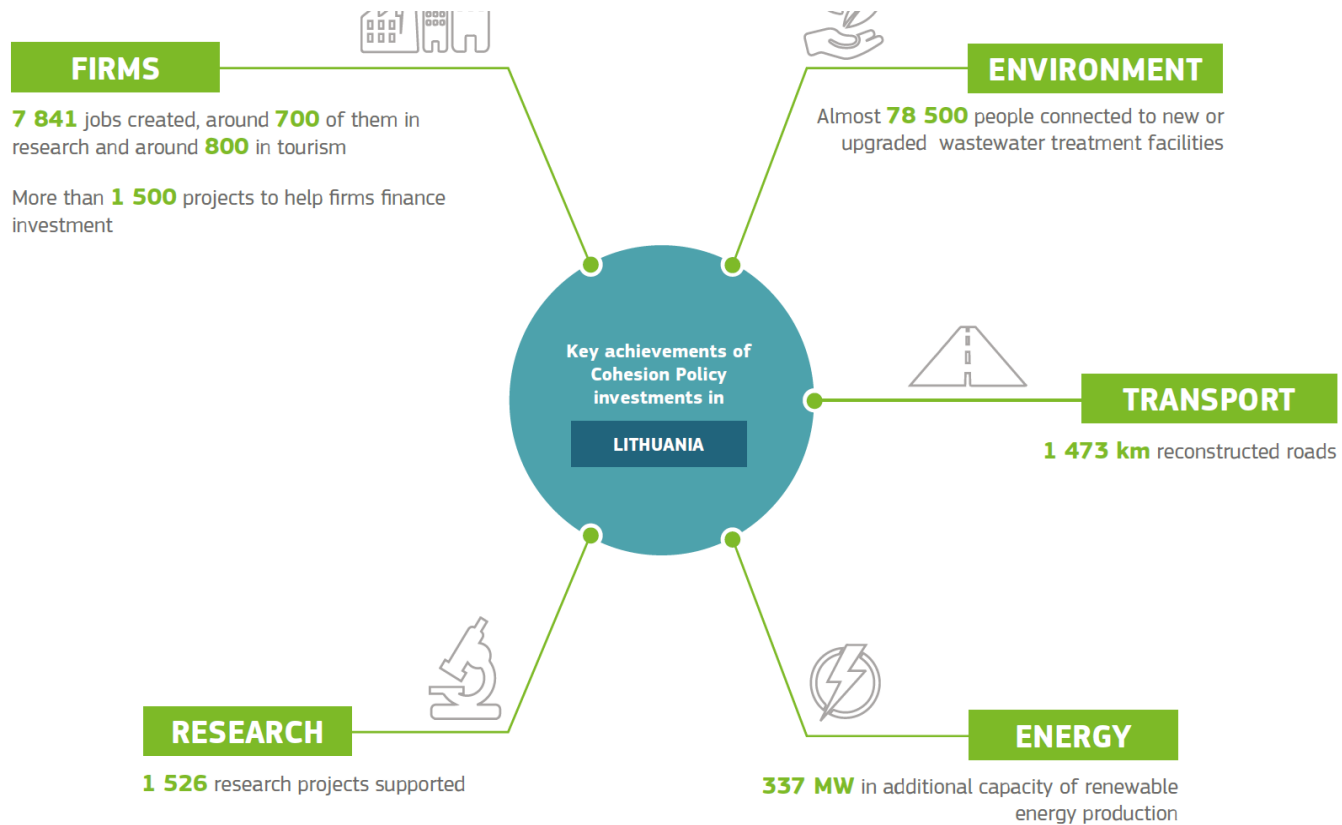 FIRMS
7 841 jobs created, around 700 of them in
research and around 800 in tourism
More than 1 500 projects to help firms finance
investment
ENVIRONMENT
Almost 78 500 people connected to new or
upgraded wastewater treatment facilities
Key achievements of
Cohesion Policy
investments in
LITHUANIA
TRANSPORT
1 473 km reconstructed roads
RESEARCH
1 526 research projects supported
ENERGY
337 MW in additional capacity of renewable
energy production